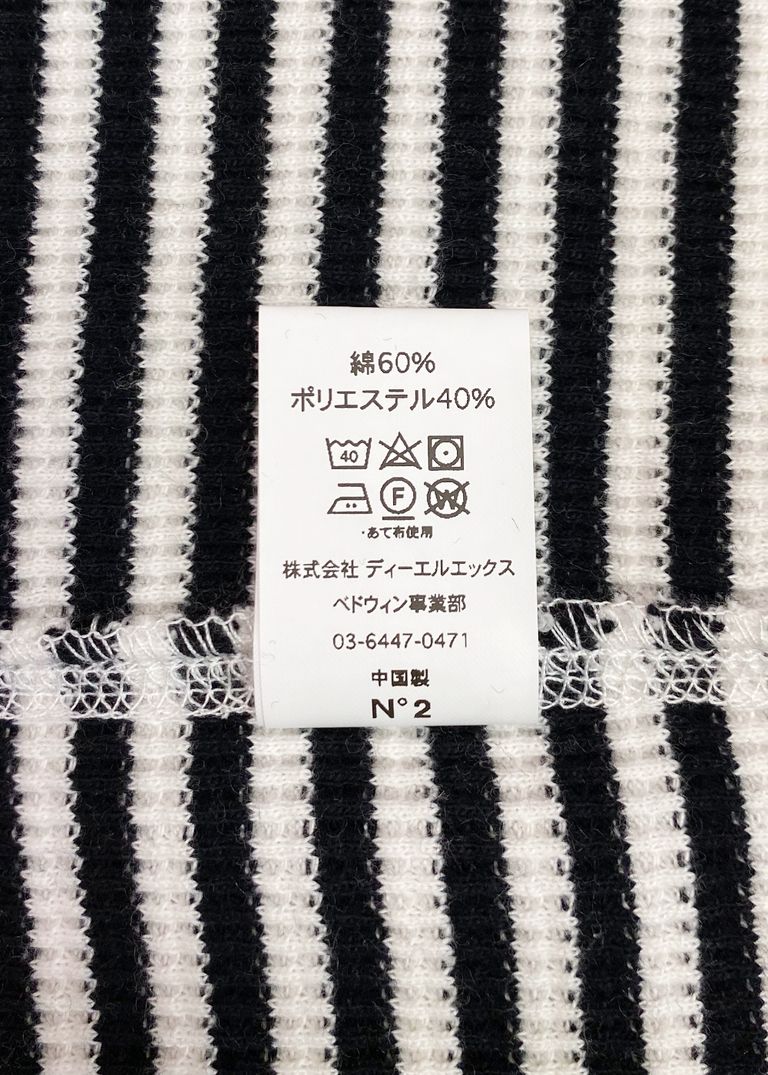 綿60%
ポリエステル40%
40
F W
・あて布使用
株式会社 ディーエルエックス
ベドウィン事業部
03-6447-0471
中国製
N°2